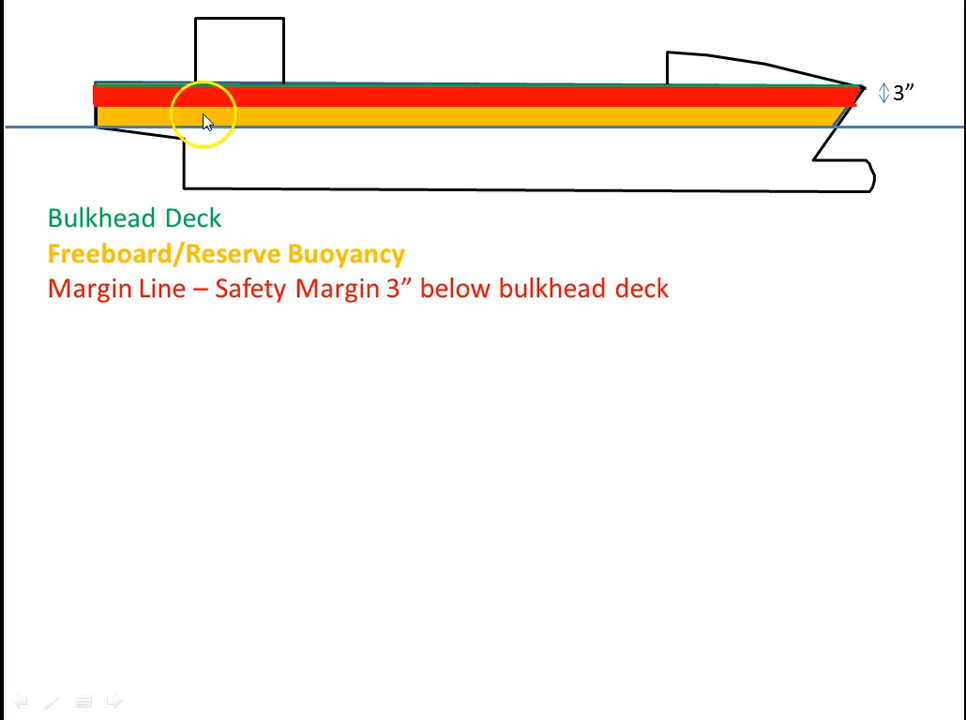 3”
Bulkhead Deck
Freeboard/Reserve Buoyancy
Margin Line – Safety Margin 3” below bulkhead deck